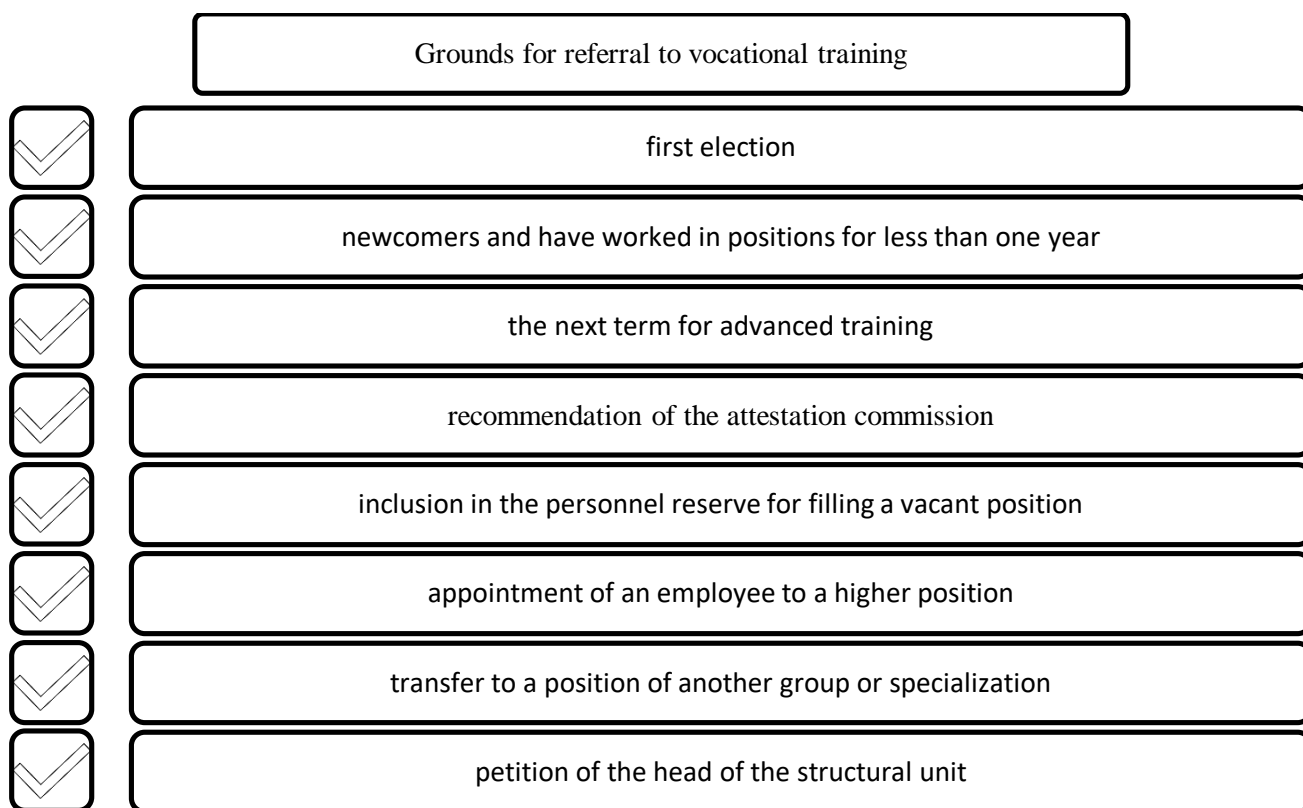 Grounds for referral to vocational training
first election
newcomers and have worked in positions for less than one year
the next term for advanced training
recommendation of the attestation commission
inclusion in the personnel reserve for filling a vacant position
appointment of an employee to a higher position
transfer to a position of another group or specialization
petition of the head of the structural unit